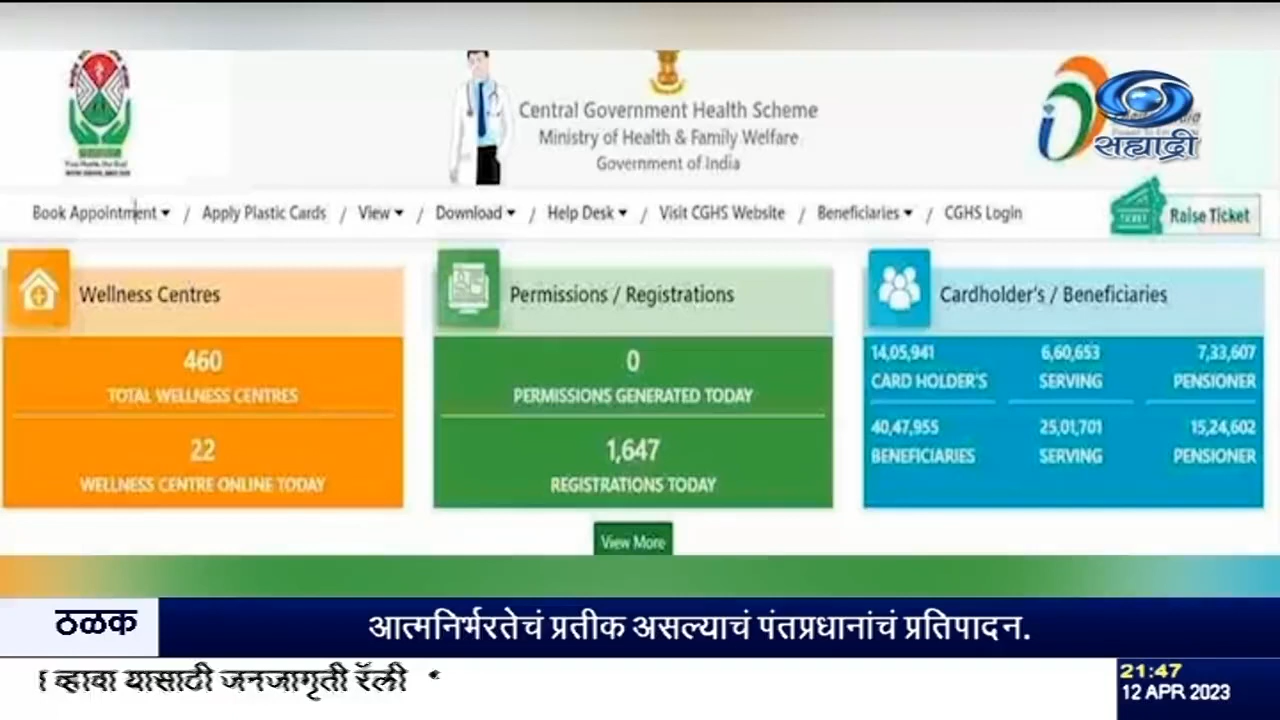 Central Government Health Scheme
Ministry of Health & Family Welfare
Government of India
सह्याद्री
Book Appointment / Apply Plastic Cards / View / Download / Help Desk / Visit CGHS Website / Beneficiaries / CGHS Login
TICKET Raise Ticket
Wellness Centres
460
TOTAL WELLNESS CENTRES
22
WELLNESS CENTRE ONLINE TODAY
Permissions / Registrations
0
PERMISSIONS GENERATED TODAY
1,647
REGISTRATIONS TODAY
Cardholder's / Beneficiaries
14,05,941 6,60,653 7,33,607
CARD HOLDER'S SERVING PENSIONER
40,47,955 25,01,701 15,24,602
BENEFICIARIES SERVING PENSIONER
View More
ठळक
आत्मनिर्भरतेचं प्रतीक असल्याचं पंतप्रधानांचं प्रतिपादन.
व्हावा यासाठी जनजागृती रॅली
21:47
12 APR 2023